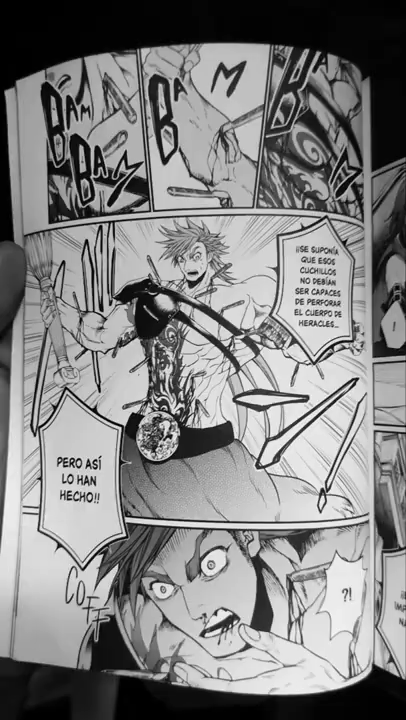 BAM
BAM
BAM
BAM
¡¡SE SUPONÍA
QUE ESOS
CUCHILLOS
NO DEBÍAN
SER CAPACES
DE PERFORAR
EL CUERPO DE
HERACLES...
PERO ASÍ
LO HAN
HECHO!!
COFF
?!